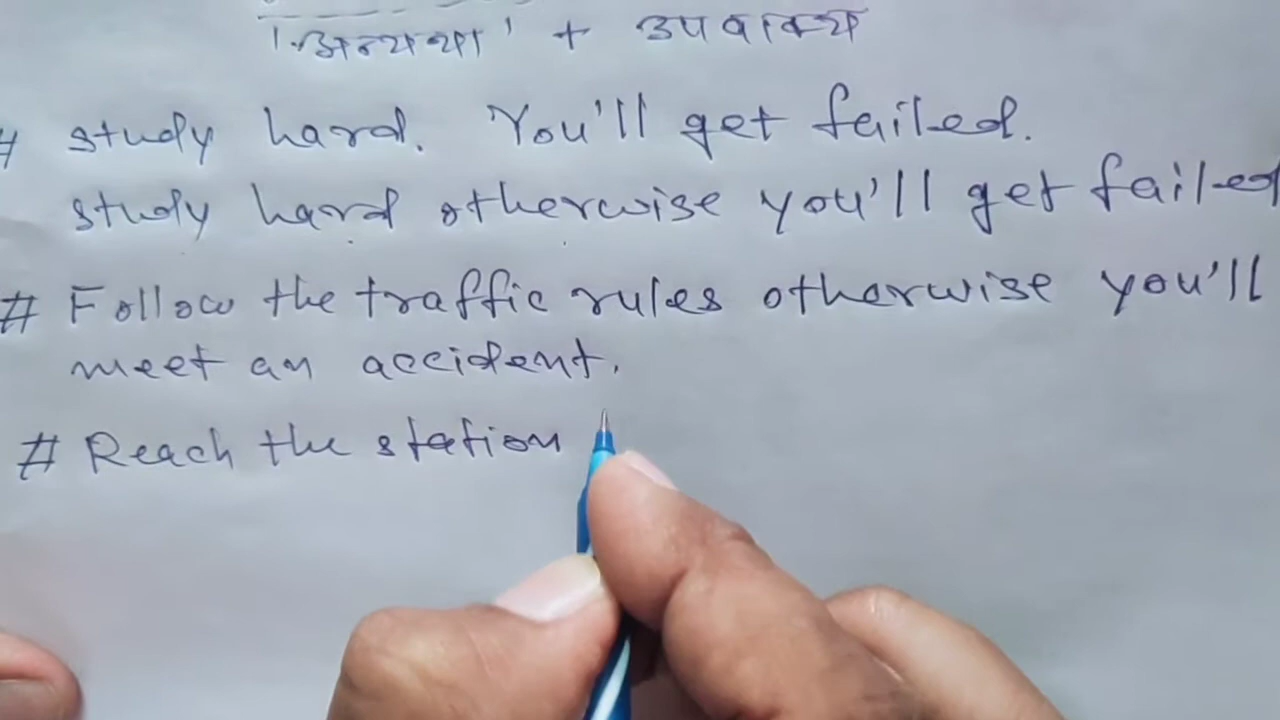 'अन्यथा' + उपवाक्य
# study hard. You'll get failed.
study hard otherwise you'll get failed
# Follow the traffic rules otherwise you'll
meet an accident.
# Reach the station